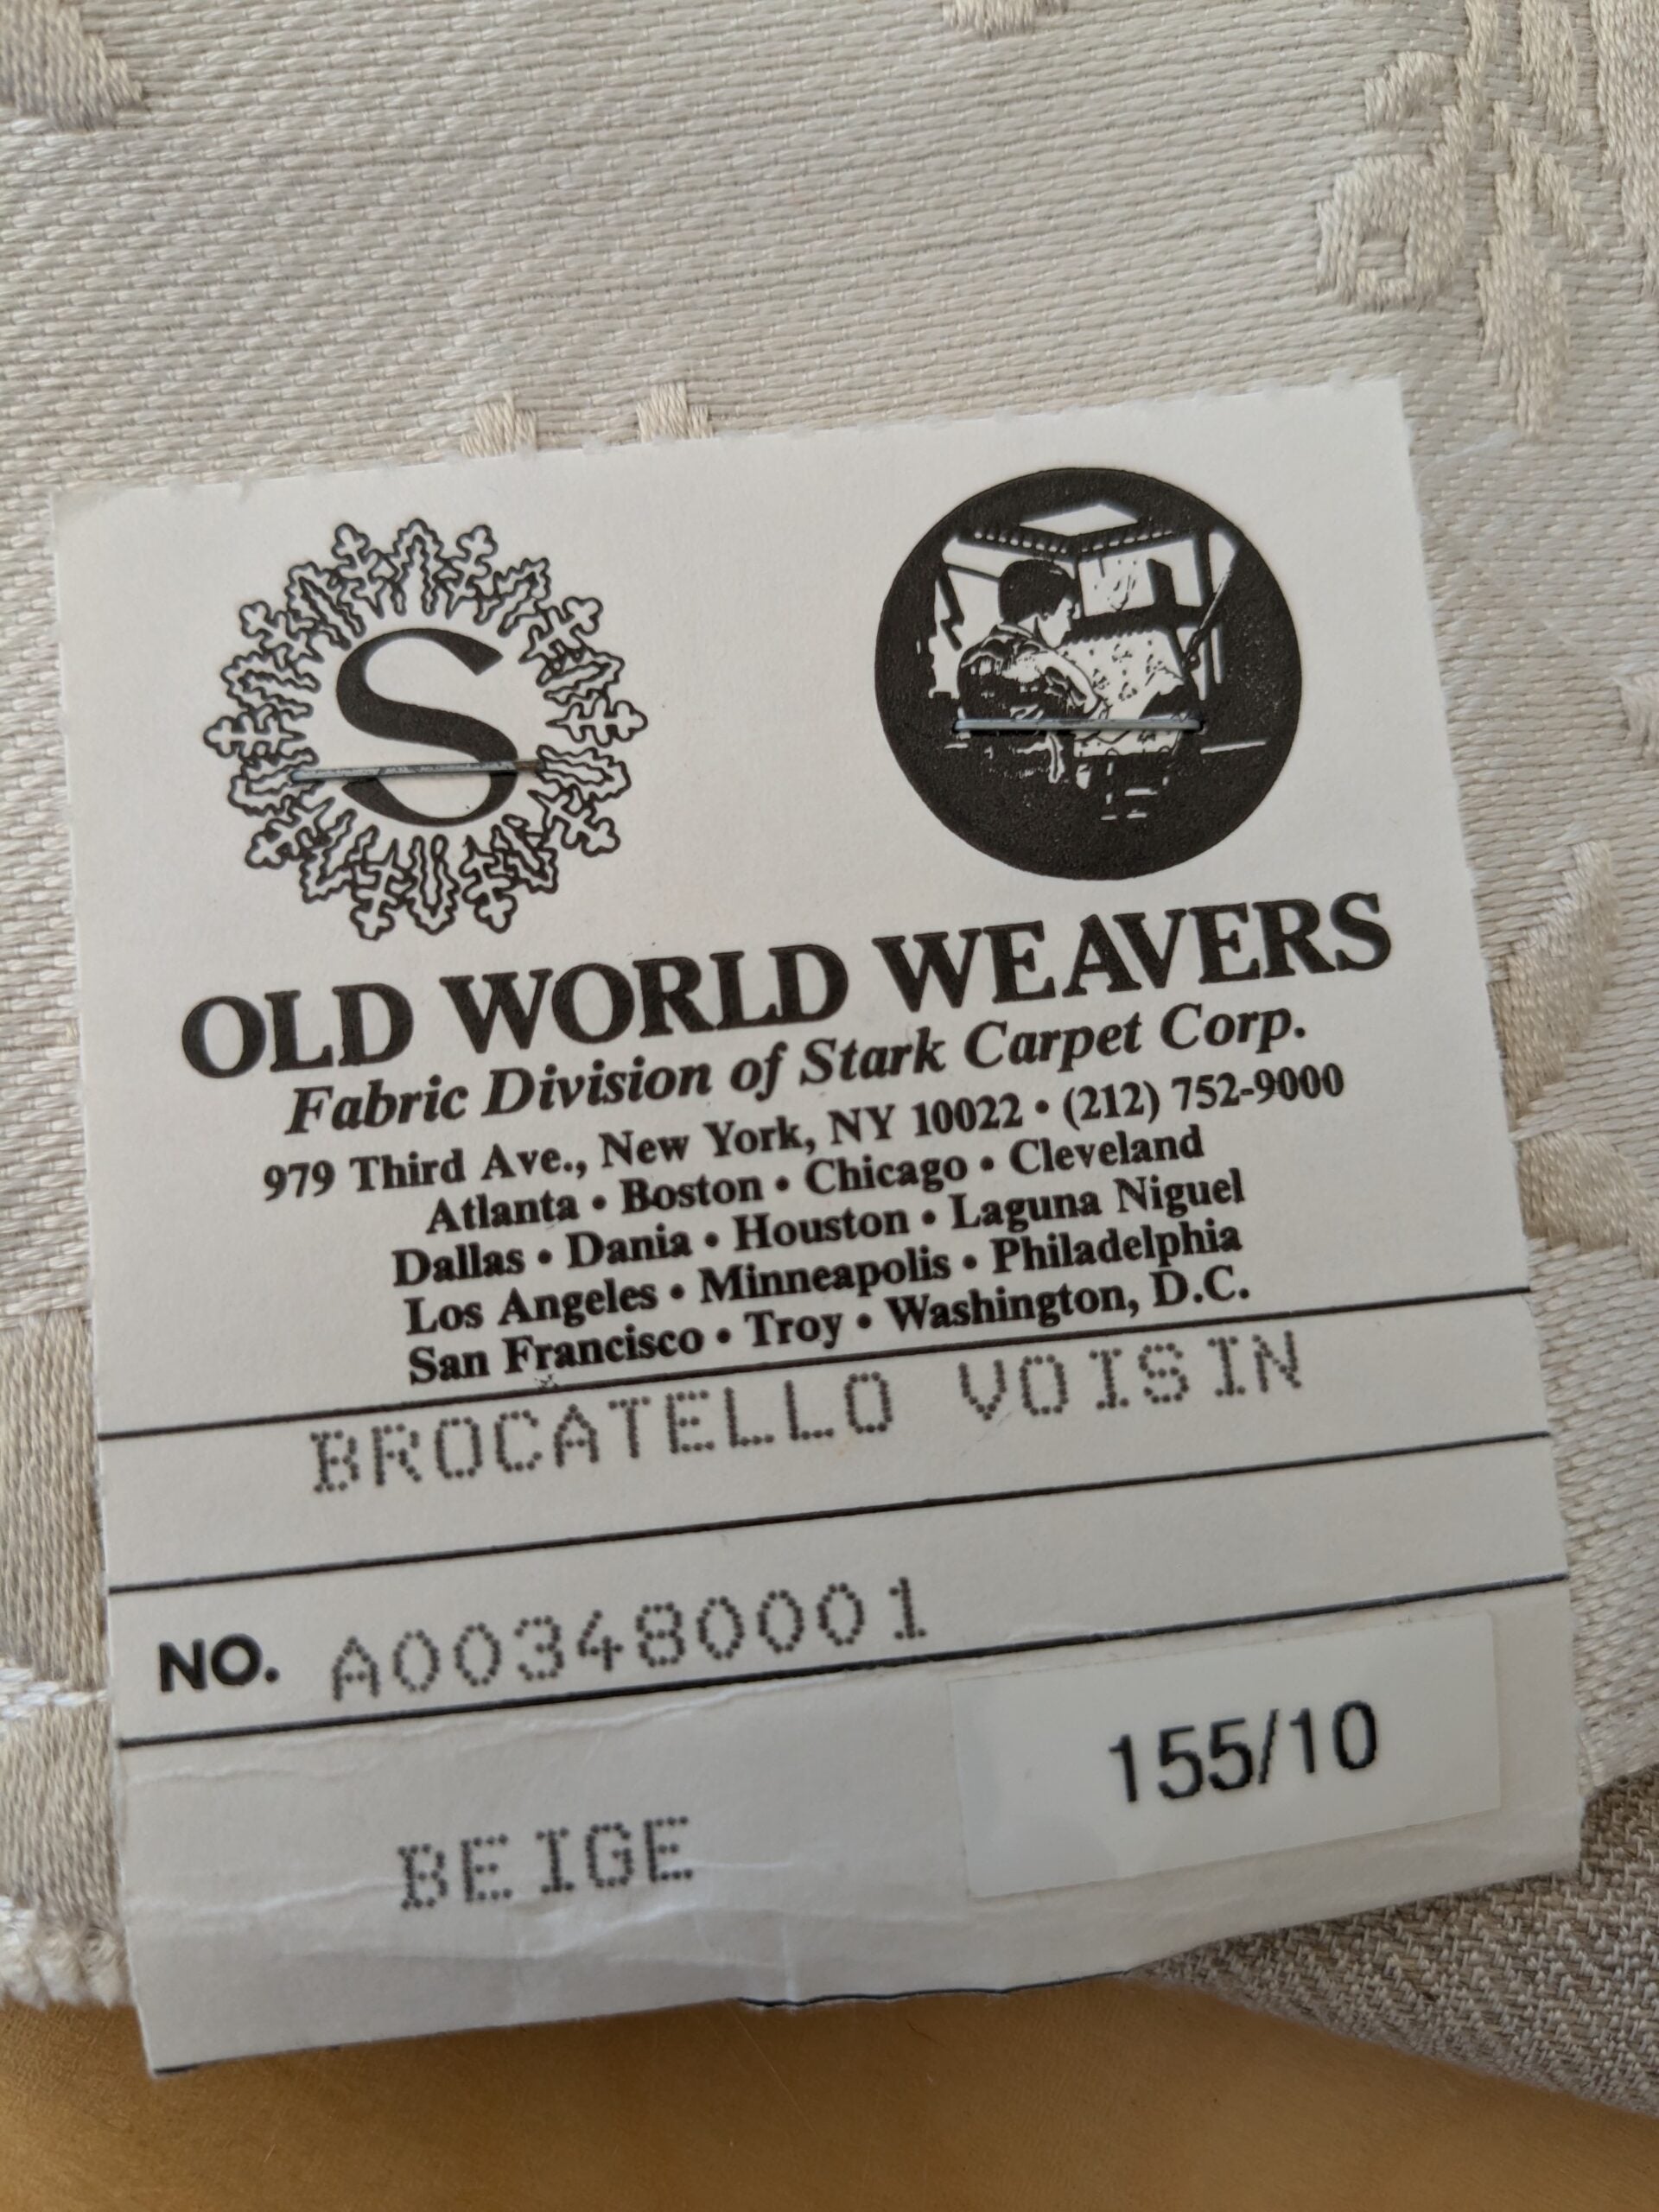 S
OLD WORLD WEAVERS
Fabric Division of Stark Carpet Corp.
979 Third Ave., New York, NY 10022 • (212) 752-9000
Atlanta • Boston • Chicago • Cleveland
Dallas • Dania • Houston • Laguna Niguel
Los Angeles • Minneapolis • Philadelphia
San Francisco • Troy • Washington, D.C.
BROCATELLO VOISIN
NO. A003480001
155/10
BEIGE